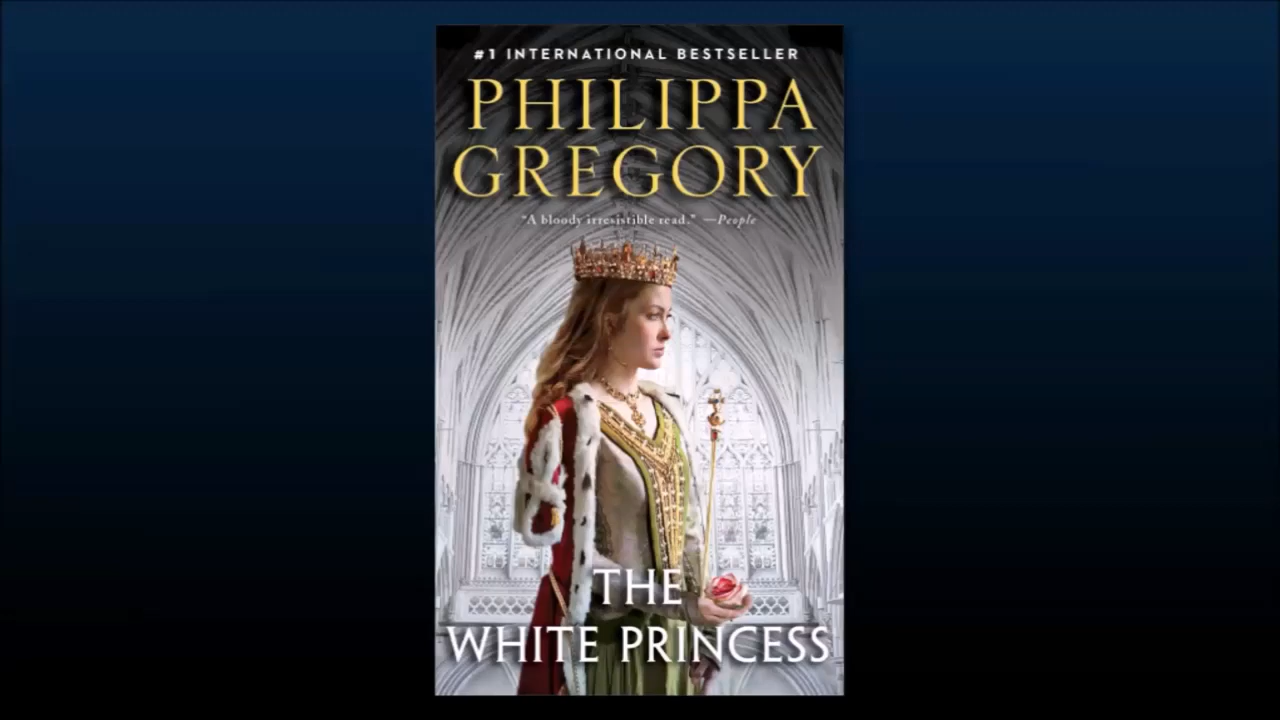 #1 INTERNATIONAL BESTSELLER
PHILIPPA
GREGORY
“A bloody irresistible read.” —People
THE
WHITE PRINCESS